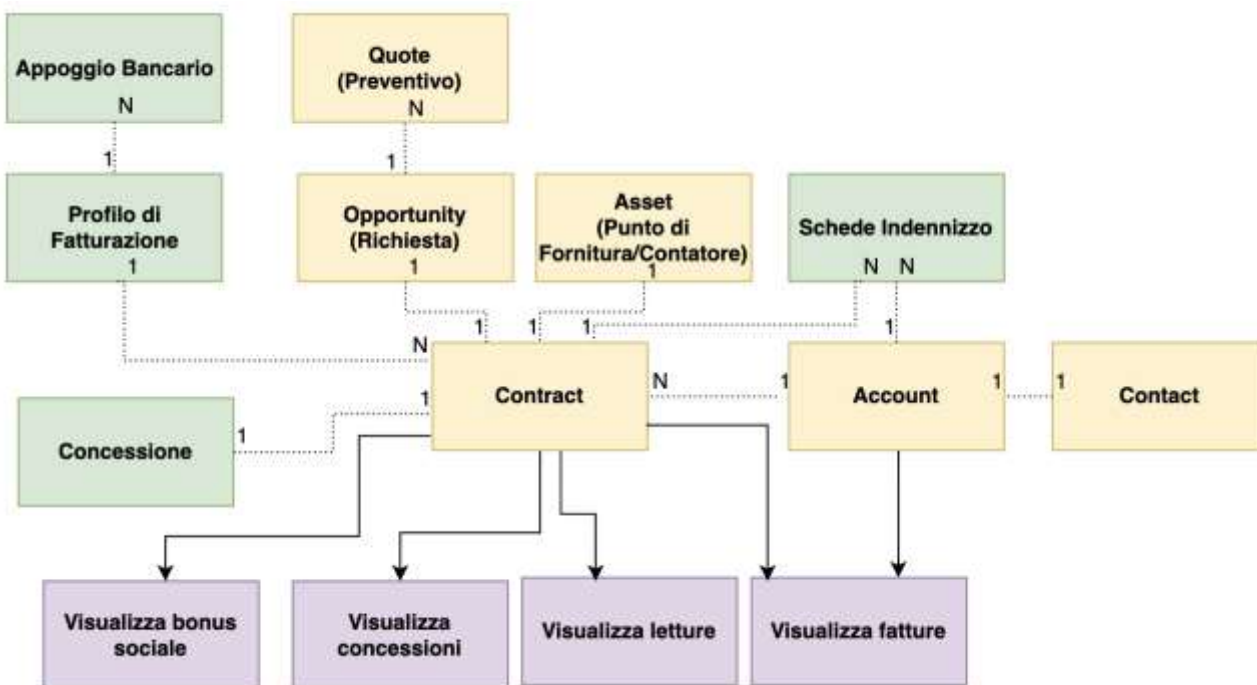 Appoggio Bancario
N
Quote
(Preventivo)
N
1
1
Profilo di
Fatturazione
1
Opportunity
(Richiesta)
1
Asset
(Punto di
Fornitura/Contatore)
1
Schede Indennizzo
N
N
1
1
1
1
N
Contract
N
1
Account
1
1
Contact
1
1
Concessione
Visualizza bonus
sociale
Visualizza
concessioni
Visualizza letture
Visualizza fatture